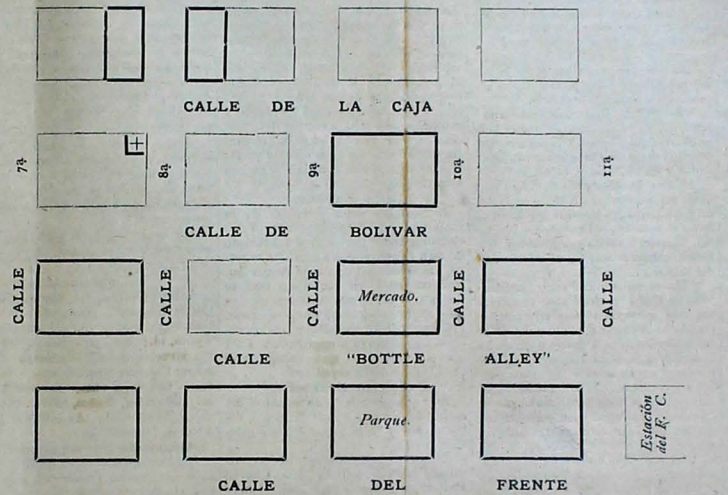 CALLE DE LA CAJA
7ª 8ª 9ª 10ª 11ª
CALLE DE BOLIVAR
CALLE CALLE CALLE CALLE CALLE
Mercado.
CALLE "BOTTLE ALLEY"
Parque.
Estación
del F. C.
CALLE DEL FRENTE